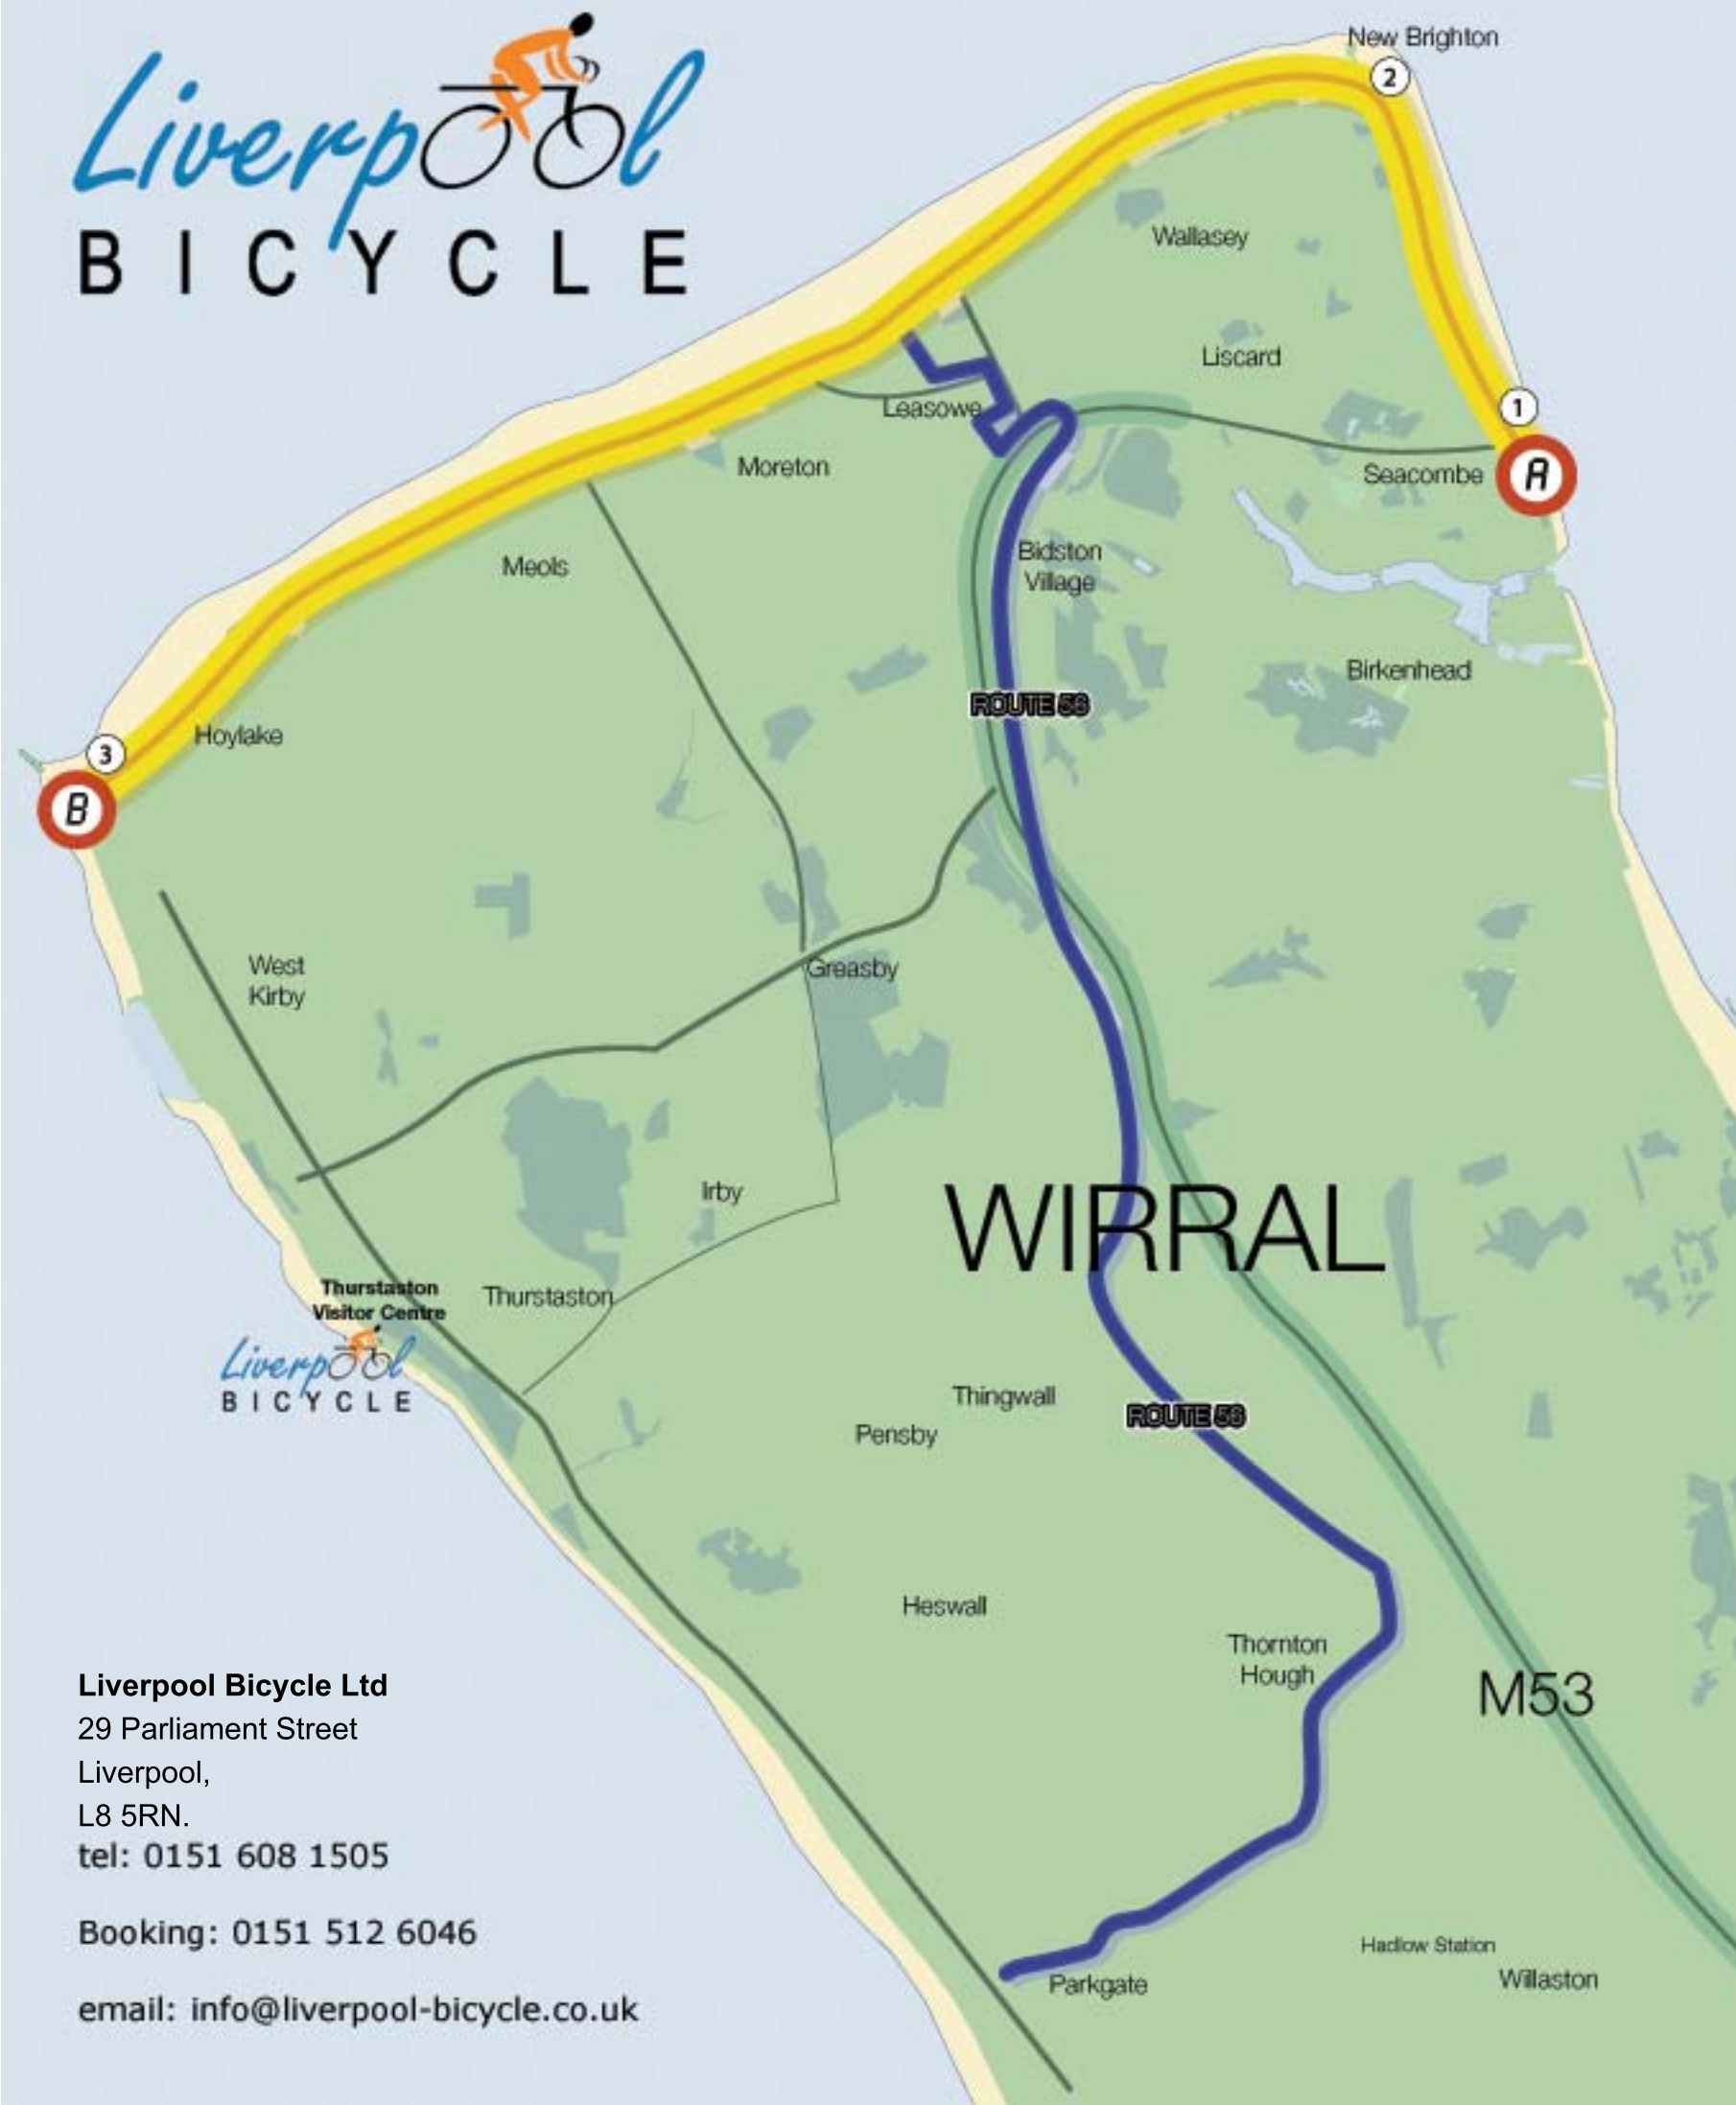 Liverpool
BICYCLE
New Brighton
2
Wallasey
Liscard
1
Leasowe
Moreton
Seacombe
A
Meols
Bidston
Village
Birkenhead
ROUTE 56
Hoylake
3
B
West
Kirby
Greasby
Irby
WIRRAL
Thurstaston
Visitor Centre
Thurstaston
Liverpool
BICYCLE
Thingwall
ROUTE 56
Pensby
Heswall
Thornton
Hough
M53
Liverpool Bicycle Ltd
29 Parliament Street
Liverpool,
L8 5RN.
tel: 0151 608 1505
Booking: 0151 512 6046
email: info@liverpool-bicycle.co.uk
Hadlow Station
Willaston
Parkgate